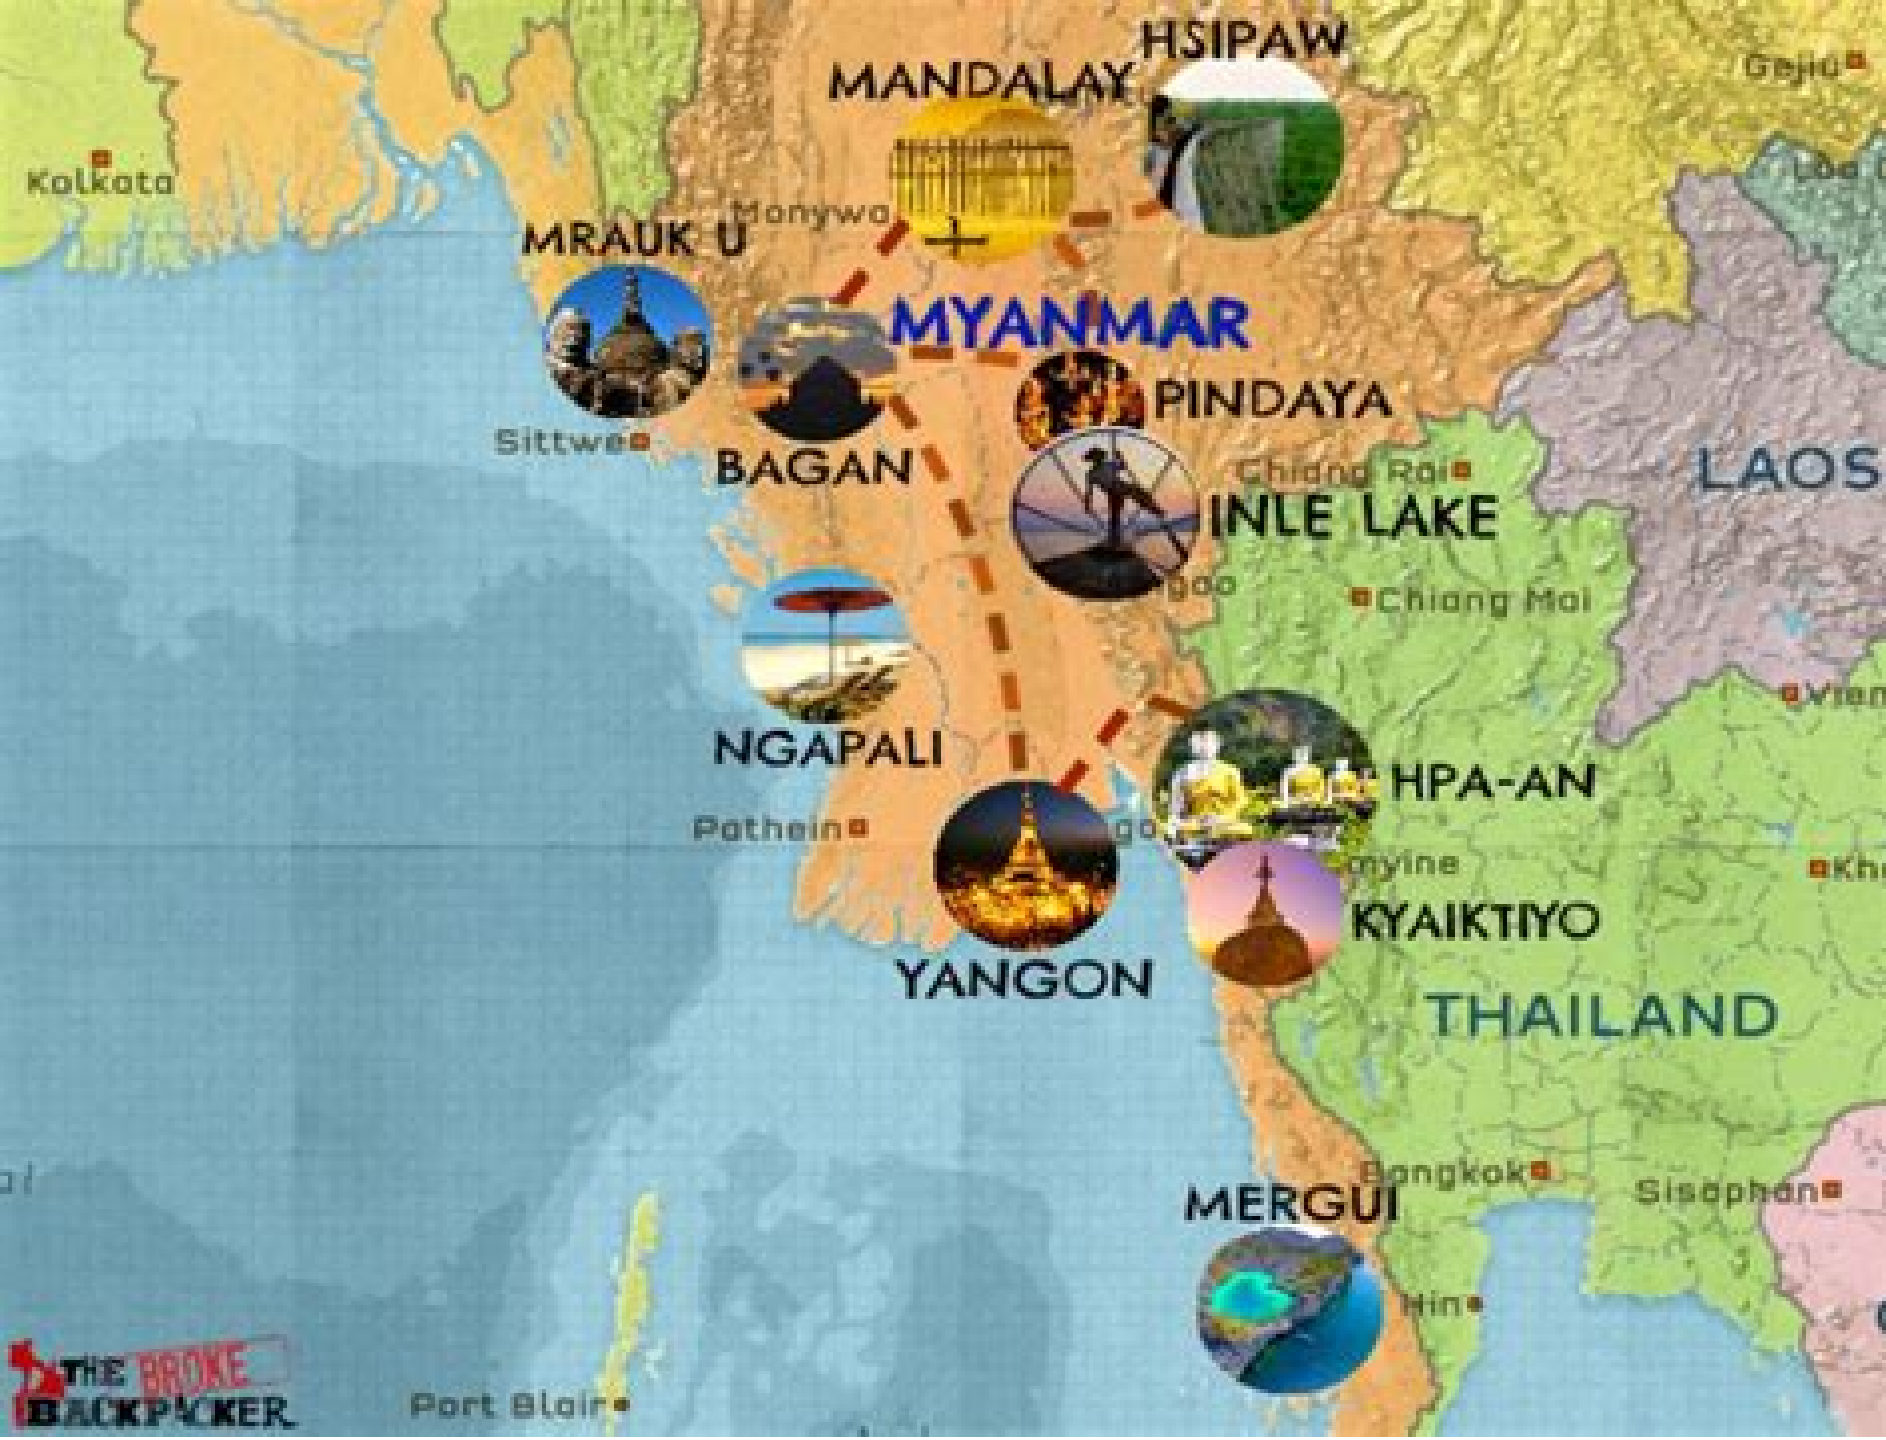 HSIPAW
Gejiu
MANDALAY
Kolkata
Monywa
MRAUK U
MYANMAR
PINDAYA
Sittwe
BAGAN
Chiang Rai
LAOS
INLE LAKE
Chiang Mai
NGAPALI
HPA-AN
Pathein
myine
KYAIKTIYO
YANGON
THAILAND
Bangkok
Sisophon
MERGUI
Hin
THE BROKE
BACKPACKER
Port Blair